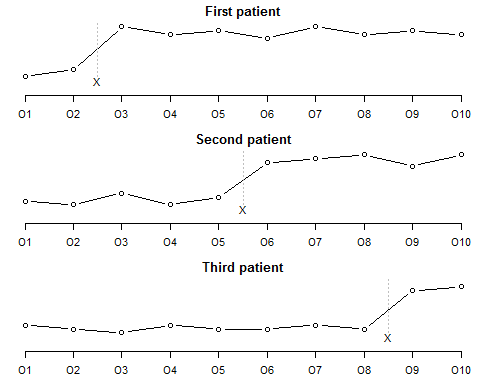 First patient
X
O1 O2 O3 O4 O5 O6 O7 O8 O9 O10
Second patient
X
O1 O2 O3 O4 O5 O6 O7 O8 O9 O10
Third patient
X
O1 O2 O3 O4 O5 O6 O7 O8 O9 O10